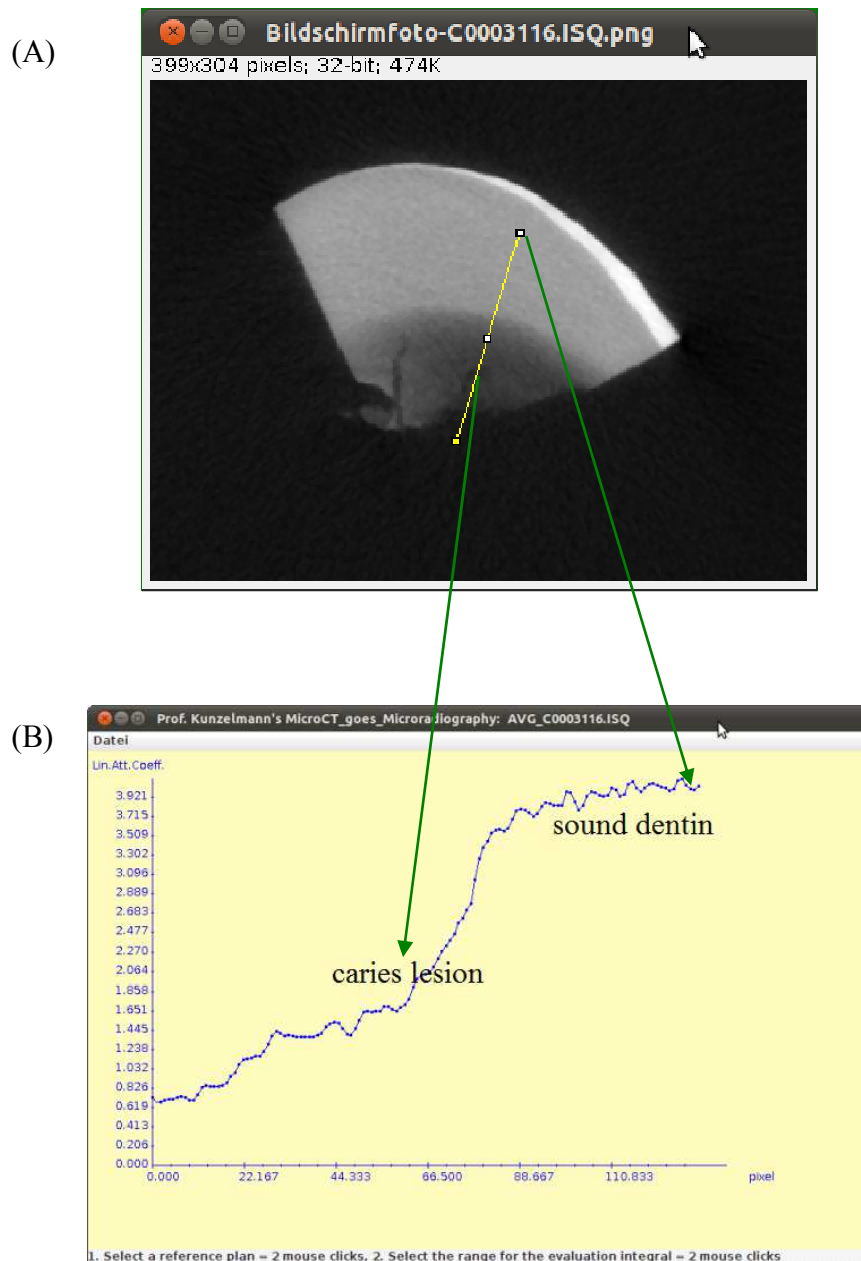 (A)
Bildschirmfoto-C0003116.ISQ.png
399x304 pixels; 32-bit; 474K
(B)
Prof. Kunzelmann's MicroCT_goes_Microradiography: AVG_C0003116.ISQ
Datei
Lin.Att.Coeff.
3.921
3.715
3.509
3.302
3.096
2.889
2.683
2.477
2.270
2.064
1.858
1.651
1.445
1.238
1.032
0.826
0.619
0.413
0.206
0.000
sound dentin
caries lesion
0.000 22.167 44.333 66.500 88.667 110.833 pixel
1. Select a reference plan = 2 mouse clicks, 2. Select the range for the evaluation integral = 2 mouse clicks